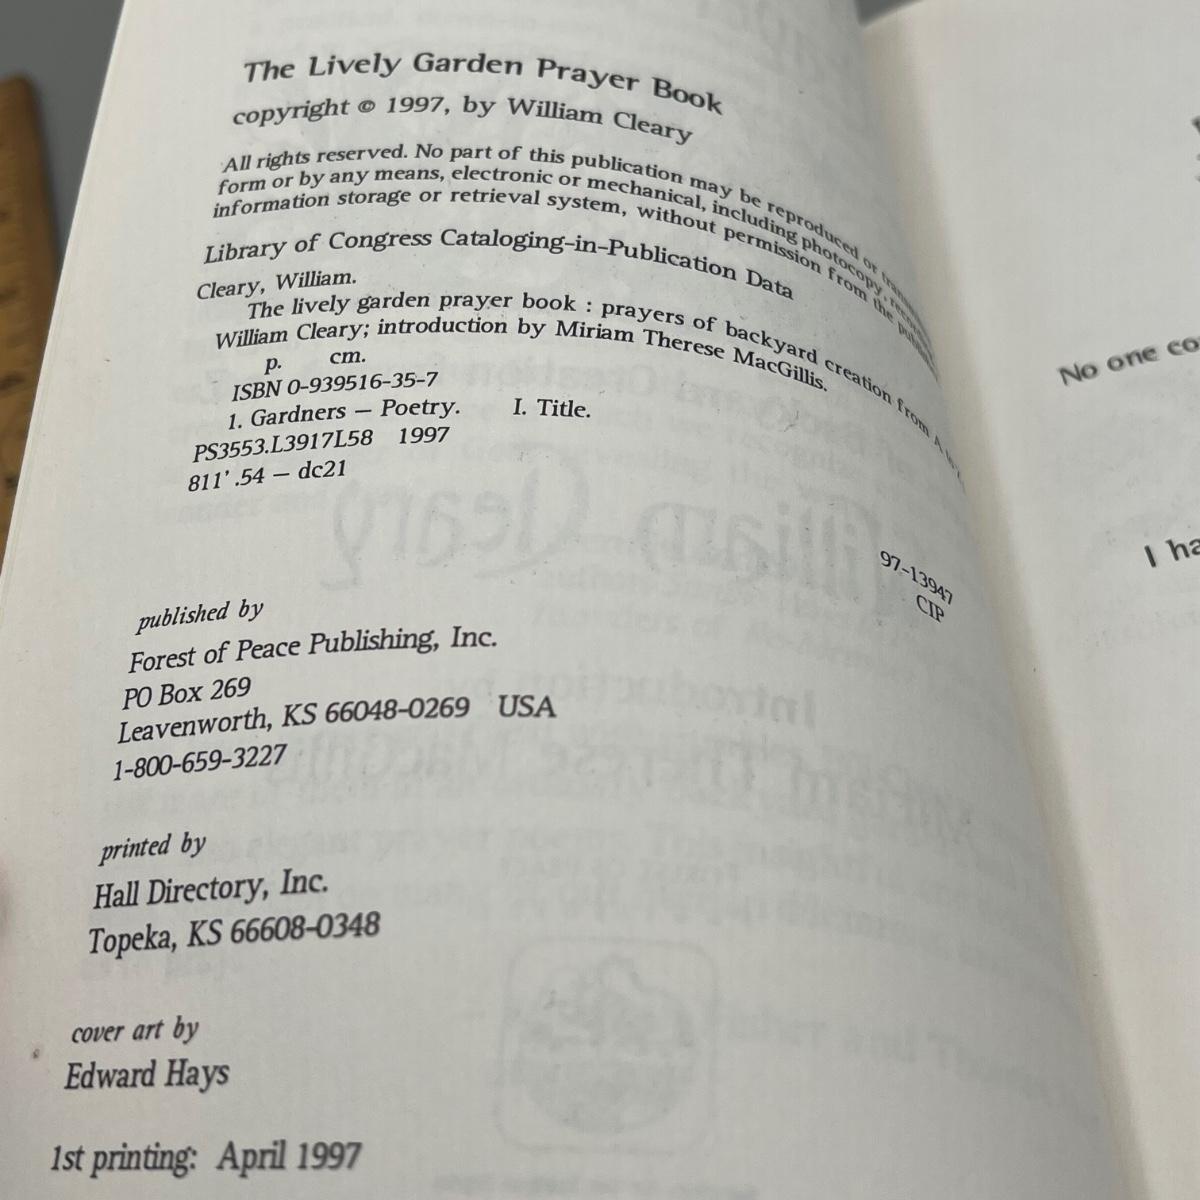 The Lively Garden Prayer Book
copyright © 1997, by William Cleary
All rights reserved. No part of this publication may be reproduced or
form or by any means, electronic or mechanical, including photocopy,
information storage or retrieval system, without permission from the
Library of Congress Cataloging-in-Publication Data
Cleary, William.
The lively garden prayer book : prayers of backyard creation from A to
William Cleary; introduction by Miriam Therese MacGillis.
p. cm.
ISBN 0-939516-35-7
1. Gardners — Poetry. I. Title.
PS3553.L3917L58 1997
811'.54 — dc21
97-13947
CIP
published by
Forest of Peace Publishing, Inc.
PO Box 269
Leavenworth, KS 66048-0269 USA
1-800-659-3227
printed by
Hall Directory, Inc.
Topeka, KS 66608-0348
cover art by
Edward Hays
1st printing: April 1997
No one co
I ha